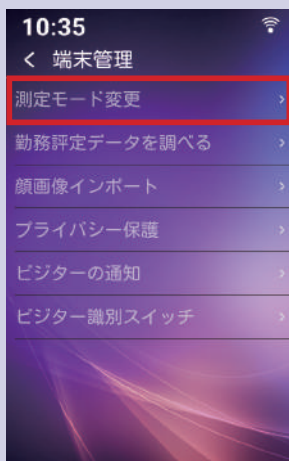 10:35
< 端末管理
測定モード変更 >
勤務評定データを調べる >
顔画像インポート >
プライバシー保護 >
ビジターの通知 >
ビジター識別スイッチ >